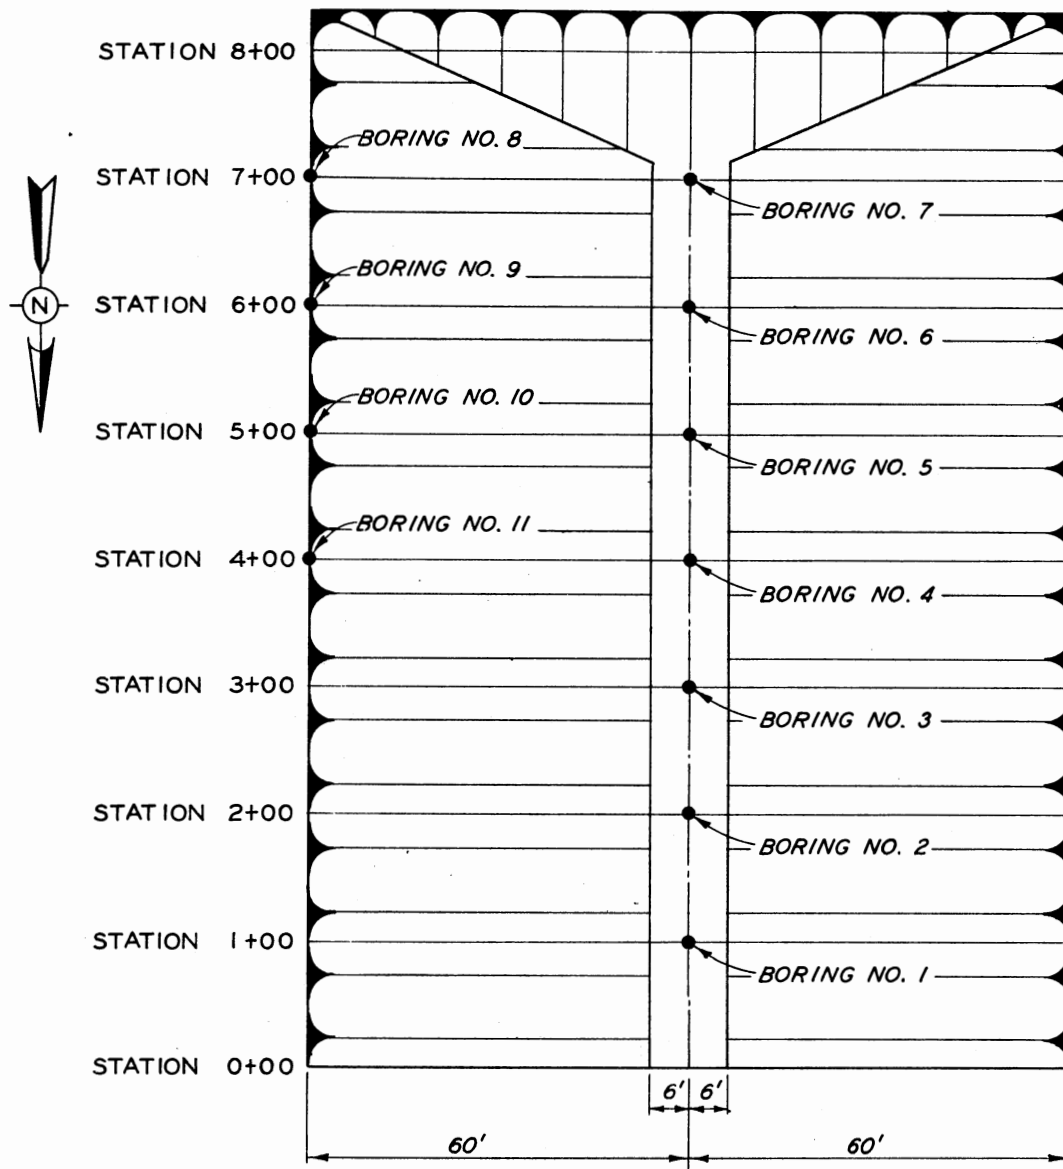 STATION 8+00
BORING NO. 8
STATION 7+00
BORING NO. 7
BORING NO. 9
N
STATION 6+00
BORING NO. 6
BORING NO. 10
STATION 5+00
BORING NO. 5
BORING NO. 11
STATION 4+00
BORING NO. 4
STATION 3+00
BORING NO. 3
STATION 2+00
BORING NO. 2
STATION 1+00
BORING NO. 1
STATION 0+00
6' 6'
60' 60'